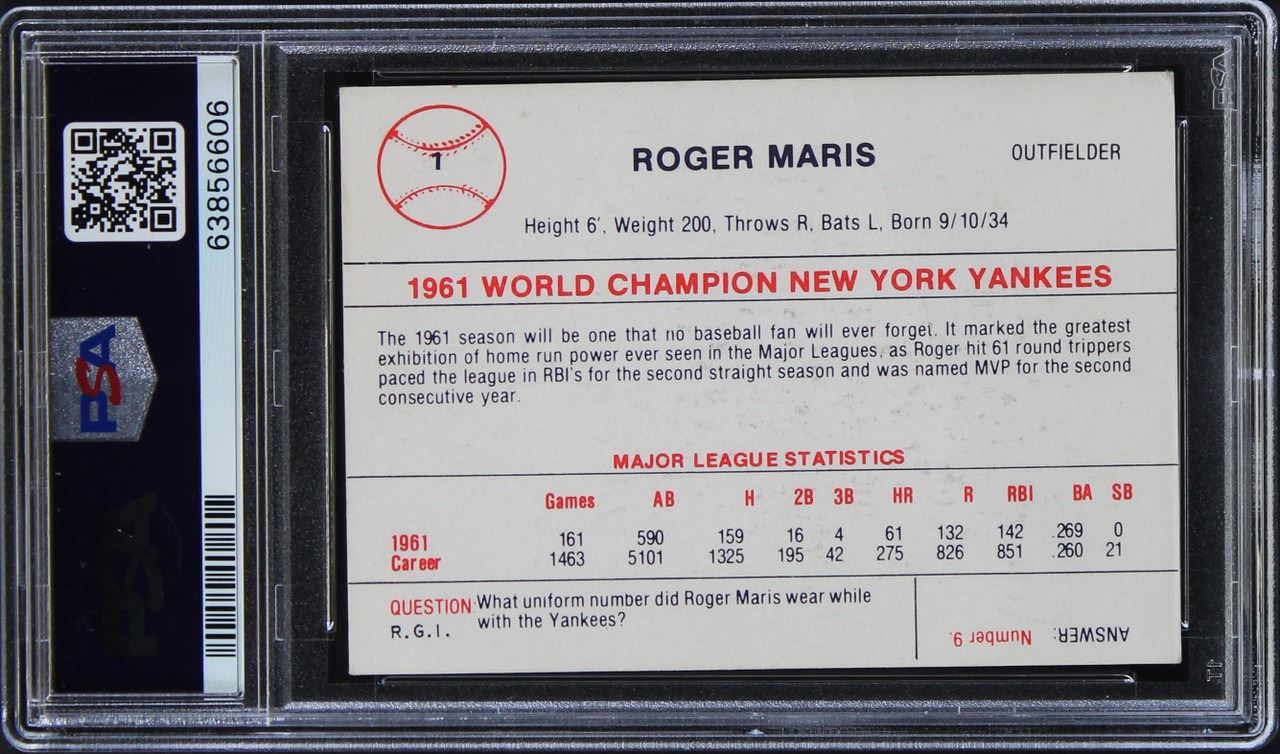 63856606
PSA
1
ROGER MARIS
OUTFIELDER
Height 6', Weight 200, Throws R, Bats L, Born 9/10/34
1961 WORLD CHAMPION NEW YORK YANKEES
The 1961 season will be one that no baseball fan will ever forget. It marked the greatest
exhibition of home run power ever seen in the Major Leagues, as Roger hit 61 round trippers
paced the league in RBI's for the second straight season and was named MVP for the second
consecutive year.
MAJOR LEAGUE STATISTICS
Games AB H 2B 3B HR R RBI BA SB
1961 161 590 159 16 4 61 132 142 .269 0
Career 1463 5101 1325 195 42 275 826 851 .260 21
QUESTION: What uniform number did Roger Maris wear while
R.G.I. with the Yankees?
ANSWER: Number 9.
PSA
PSA